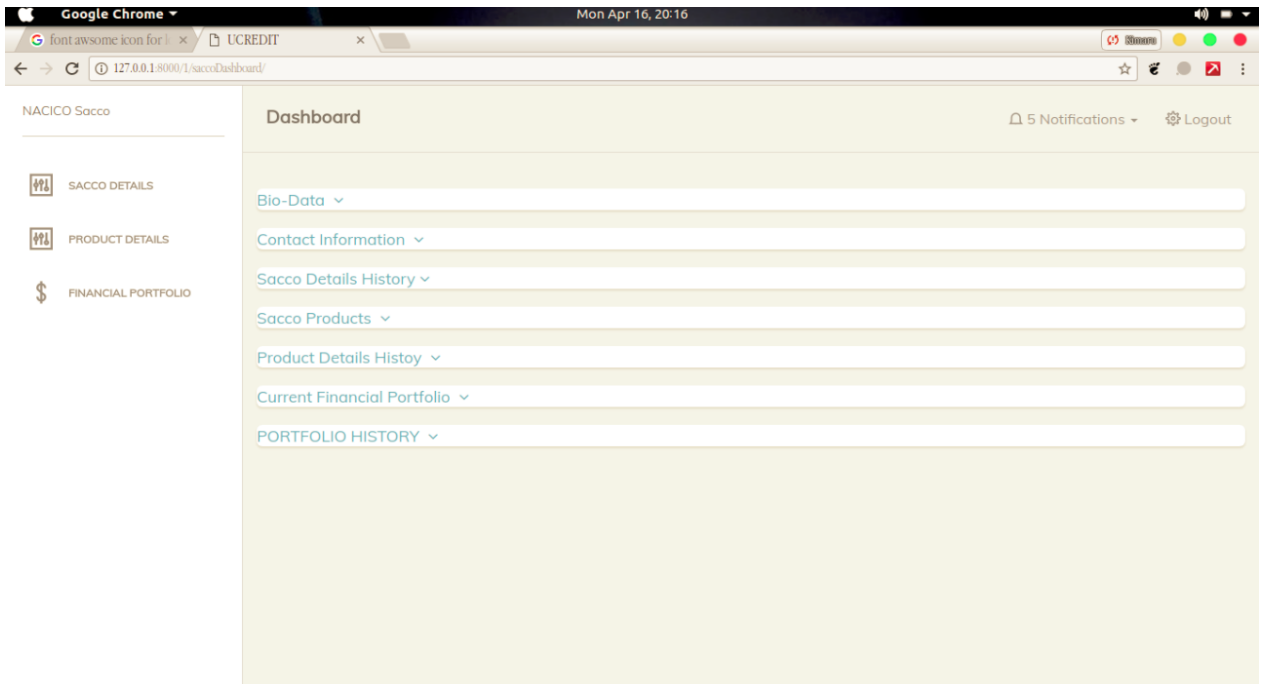 Google Chrome Mon Apr 16, 20:16
font awsome icon for UCREDIT
127.0.0.1:8000/1/saccoDashboard/
NACICO Sacco
Dashboard
5 Notifications
Logout
SACCO DETAILS
PRODUCT DETAILS
FINANCIAL PORTFOLIO
Bio-Data
Contact Information
Sacco Details History
Sacco Products
Product Details Histoy
Current Financial Portfolio
PORTFOLIO HISTORY